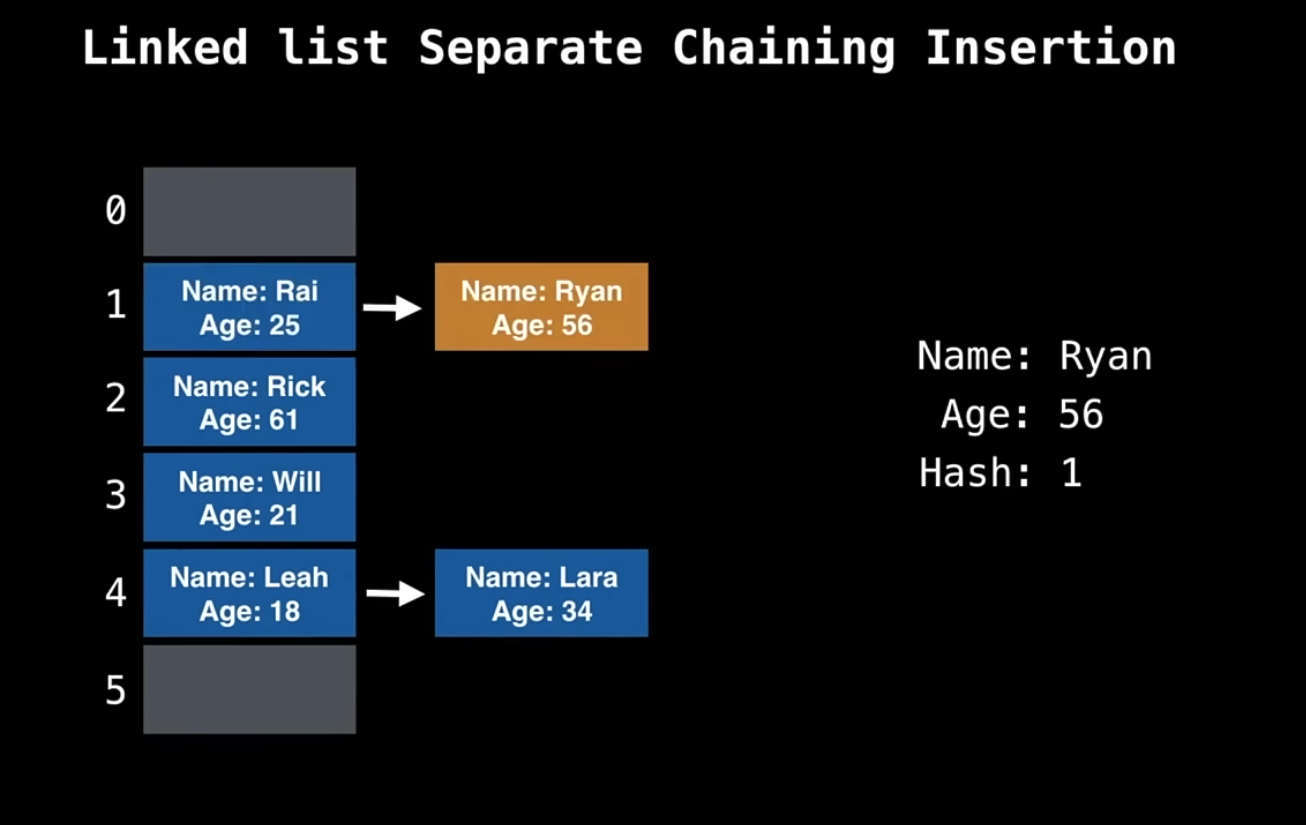 Linked list Separate Chaining Insertion
0
1
Name: Rai
Age: 25
Name: Ryan
Age: 56
2
Name: Rick
Age: 61
3
Name: Will
Age: 21
4
Name: Leah
Age: 18
Name: Lara
Age: 34
5
Name: Ryan
Age: 56
Hash: 1